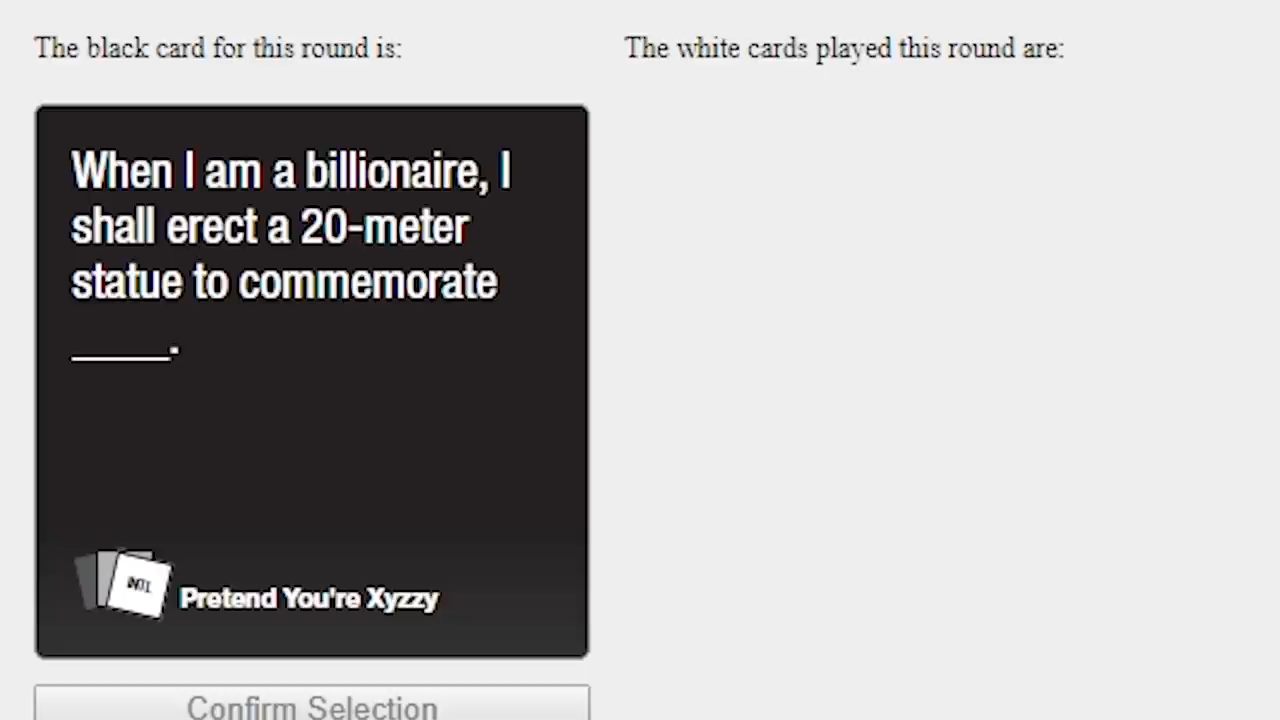 The black card for this round is:
The white cards played this round are:
When I am a billionaire, I
shall erect a 20-meter
statue to commemorate
_____.
INTL
Pretend You're Xyzzy
Confirm Selection